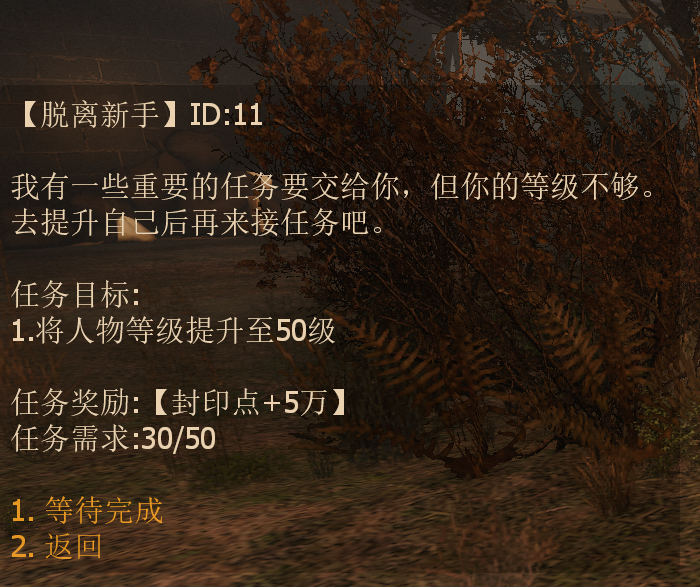 【脱离新手】ID:11
我有一些重要的任务要交给你，但你的等级不够。
去提升自己后再来接任务吧。
任务目标:
1.将人物等级提升至50级
任务奖励:【封印点+5万】
任务需求:30/50
1. 等待完成
2. 返回